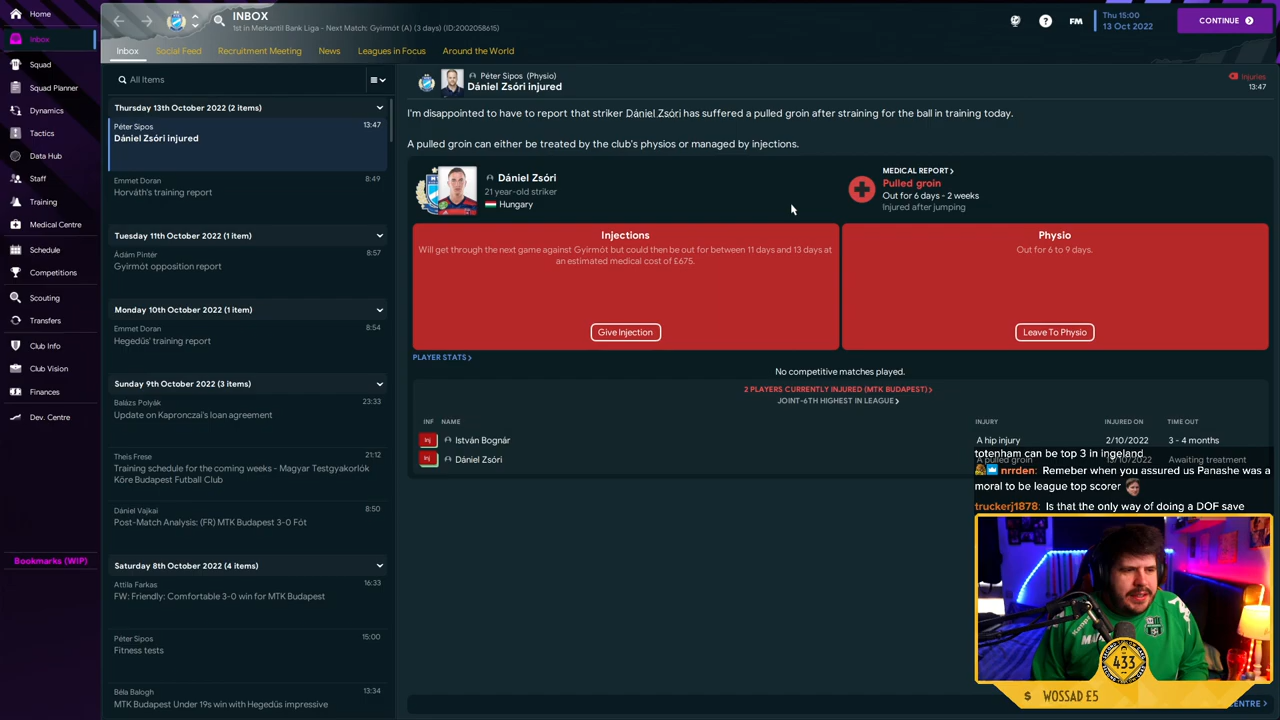 Home
Inbox
Squad
Squad Planner
Dynamics
Tactics
Data Hub
Staff
Training
Medical Centre
Schedule
Competitions
Scouting
Transfers
Club Info
Club Vision
Finances
Dev. Centre
Bookmarks (WIP)
INBOX
1st in Merkantil Bank Liga - Next Match: Gyirmót (A) (3 days) (ID:2002058615)
FM
Thu 15:00
13 Oct 2022
CONTINUE
Inbox
Social Feed
Recruitment Meeting
News
Leagues in Focus
Around the World
All Items
Thursday 13th October 2022 (2 items)
Péter Sipos
13:47
Dániel Zsóri injured
Emmet Doran
8:49
Horváth's training report
Tuesday 11th October 2022 (1 item)
Ádám Pintér
8:57
Gyirmót opposition report
Monday 10th October 2022 (1 item)
Emmet Doran
8:54
Hegedűs' training report
Sunday 9th October 2022 (3 items)
Balázs Polyák
23:33
Update on Kapronczai's loan agreement
Theis Frese
21:12
Training schedule for the coming weeks - Magyar Testgyakorlók
Köre Budapest Futball Club
Dániel Vajkai
8:50
Post-Match Analysis: (FR) MTK Budapest 3-0 Fót
Saturday 8th October 2022 (4 items)
Attila Farkas
16:33
FW: Friendly: Comfortable 3-0 win for MTK Budapest
Péter Sipos
15:00
Fitness tests
Béla Balogh
13:34
MTK Budapest Under 19s win with Hegedűs impressive
Péter Sipos (Physio)
Dániel Zsóri injured
Injuries
13:47
I'm disappointed to have to report that striker Dániel Zsóri has suffered a pulled groin after straining for the ball in training today.
A pulled groin can either be treated by the club's physios or managed by injections.
Dániel Zsóri
21 year-old striker
Hungary
MEDICAL REPORT
Pulled groin
Out for 6 days - 2 weeks
Injured after jumping
Injections
Will get through the next game against Gyirmót but could then be out for between 11 days and 13 days at
an estimated medical cost of £675.
Give Injection
Physio
Out for 6 to 9 days.
Leave To Physio
PLAYER STATS
No competitive matches played.
2 PLAYERS CURRENTLY INJURED (MTK BUDAPEST)
JOINT-6TH HIGHEST IN LEAGUE
INF NAME INJURY INJURED ON TIME OUT
Inj István Bognár A hip injury 2/10/2022 3 - 4 months
Inj Dániel Zsóri A pulled groin 13/10/2022 Awaiting treatment
totenham can be top 3 in ingeland
nrrden: Remeber when you assured us Panashe was a
moral to be league top scorer
truckerj1878: Is that the only way of doing a DOF save
433
$ WOSSAD £5
CENTRE